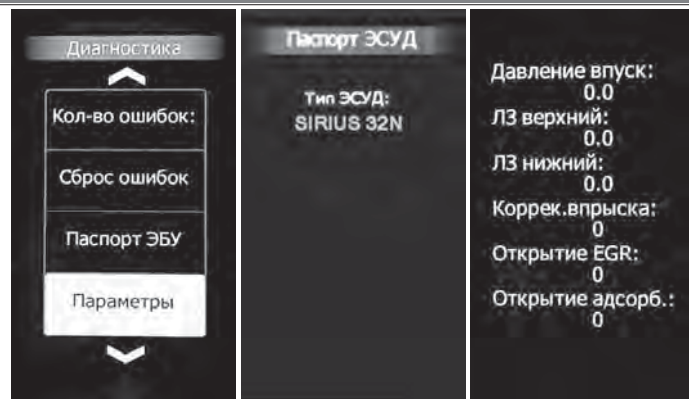 Диагностика
Кол-во ошибок:
Сброс ошибок
Паспорт ЭБУ
Параметры
Паспорт ЭСУД
Тип ЭСУД:
SIRIUS 32N
Давление впуск:
0.0
ЛЗ верхний:
0.0
ЛЗ нижний:
0.0
Коррек.впрыска:
0
Открытие EGR:
0
Открытие адсорб.:
0